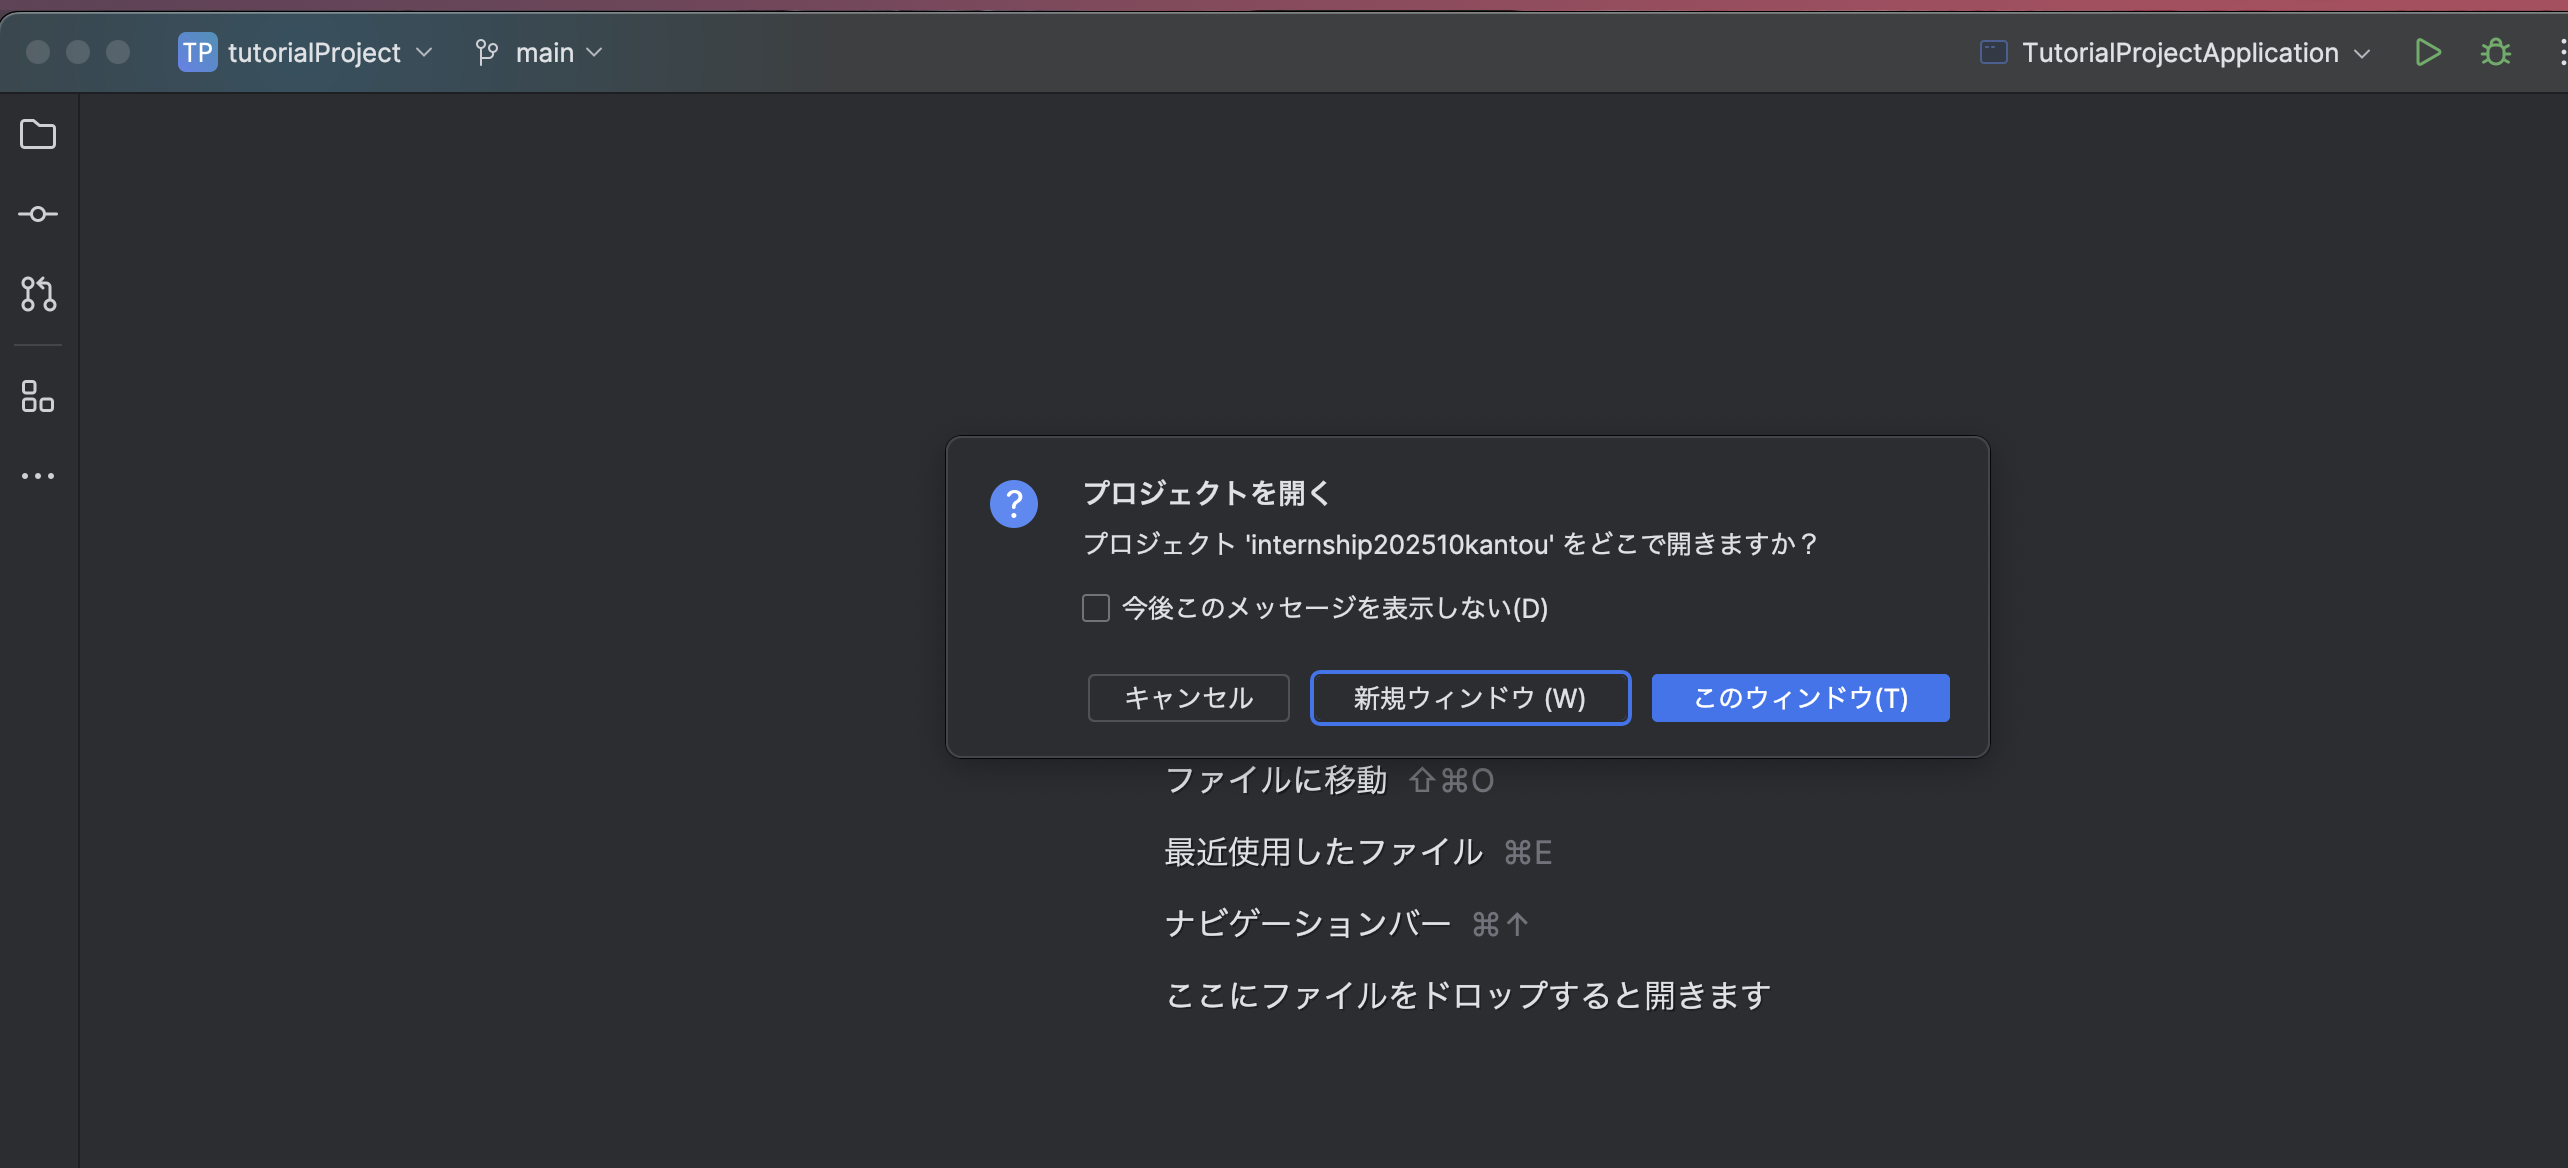 TP tutorialProject main TutorialProjectApplication
プロジェクトを開く
プロジェクト 'internship202510kantou' をどこで開きますか？
今後このメッセージを表示しない(D)
キャンセル 新規ウィンドウ (W) このウィンドウ(T)
ファイルに移動 ⇧⌘O
最近使用したファイル ⌘E
ナビゲーションバー ⌘↑
ここにファイルをドロップすると開きます